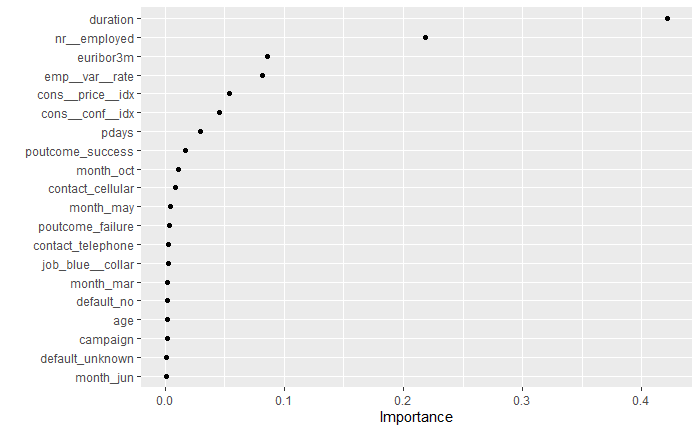 duration
nr__employed
euribor3m
emp__var__rate
cons__price__idx
cons__conf__idx
pdays
poutcome_success
month_oct
contact_cellular
month_may
poutcome_failure
contact_telephone
job_blue__collar
month_mar
default_no
age
campaign
default_unknown
month_jun
0.0 0.1 0.2 0.3 0.4
Importance